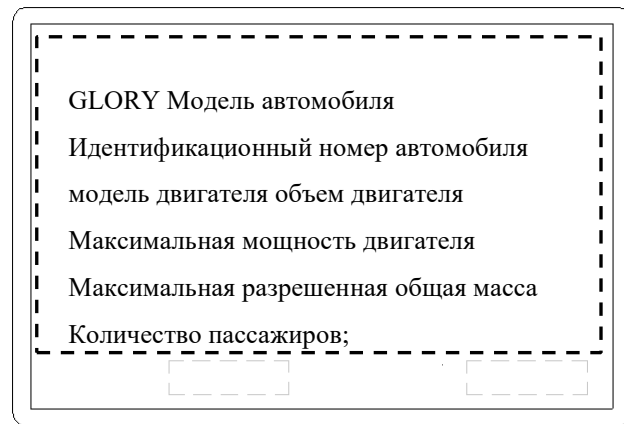 GLORY Модель автомобиля
Идентификационный номер автомобиля
модель двигателя объем двигателя
Максимальная мощность двигателя
Максимальная разрешенная общая масса
Количество пассажиров;